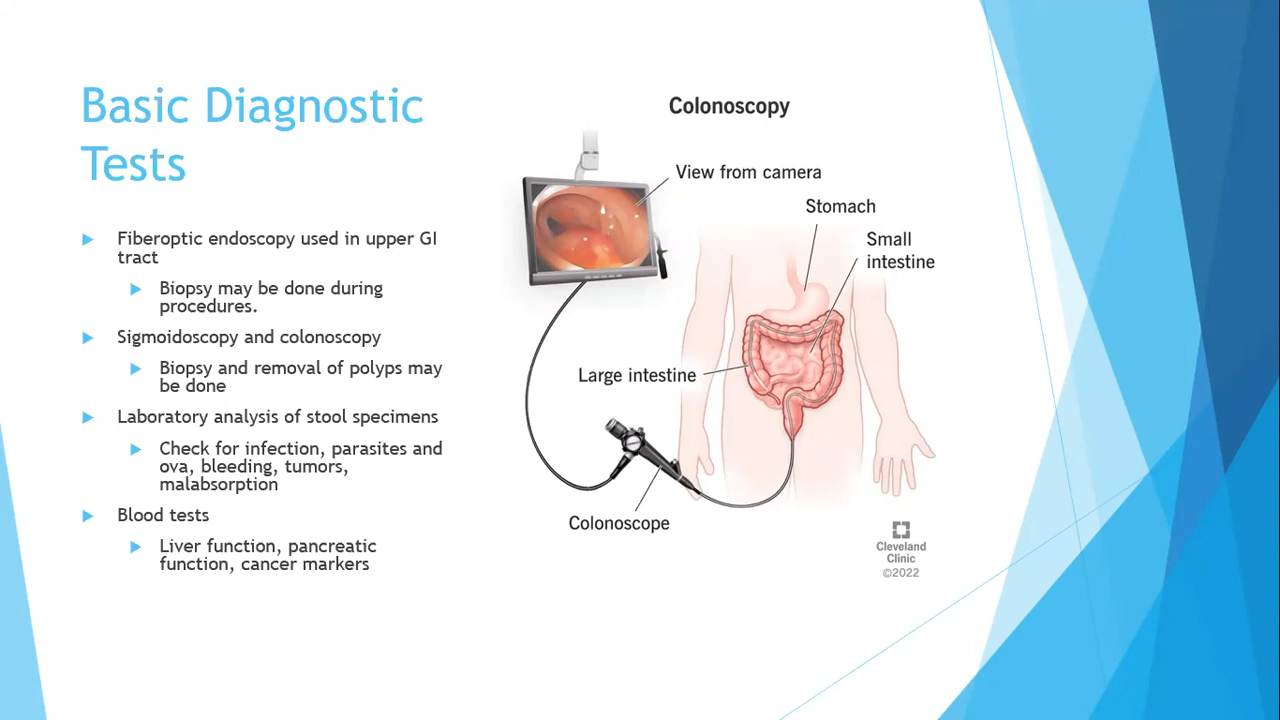 Basic Diagnostic
Tests
Fiberoptic endoscopy used in upper GI
tract
Biopsy may be done during
procedures.
Sigmoidoscopy and colonoscopy
Biopsy and removal of polyps may
be done
Laboratory analysis of stool specimens
Check for infection, parasites and
ova, bleeding, tumors,
malabsorption
Blood tests
Liver function, pancreatic
function, cancer markers
Colonoscopy
View from camera
Stomach
Small
intestine
Large intestine
Colonoscope
Cleveland
Clinic
©2022